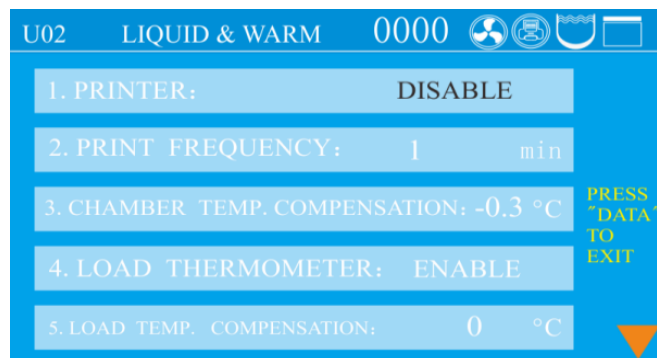 U02 LIQUID & WARM 0000
1. PRINTER: DISABLE
2. PRINT FREQUENCY: 1 min
3. CHAMBER TEMP. COMPENSATION: -0.3 °C
4. LOAD THERMOMETER: ENABLE
5. LOAD TEMP. COMPENSATION: 0 °C
PRESS
"DATA"
TO
EXIT